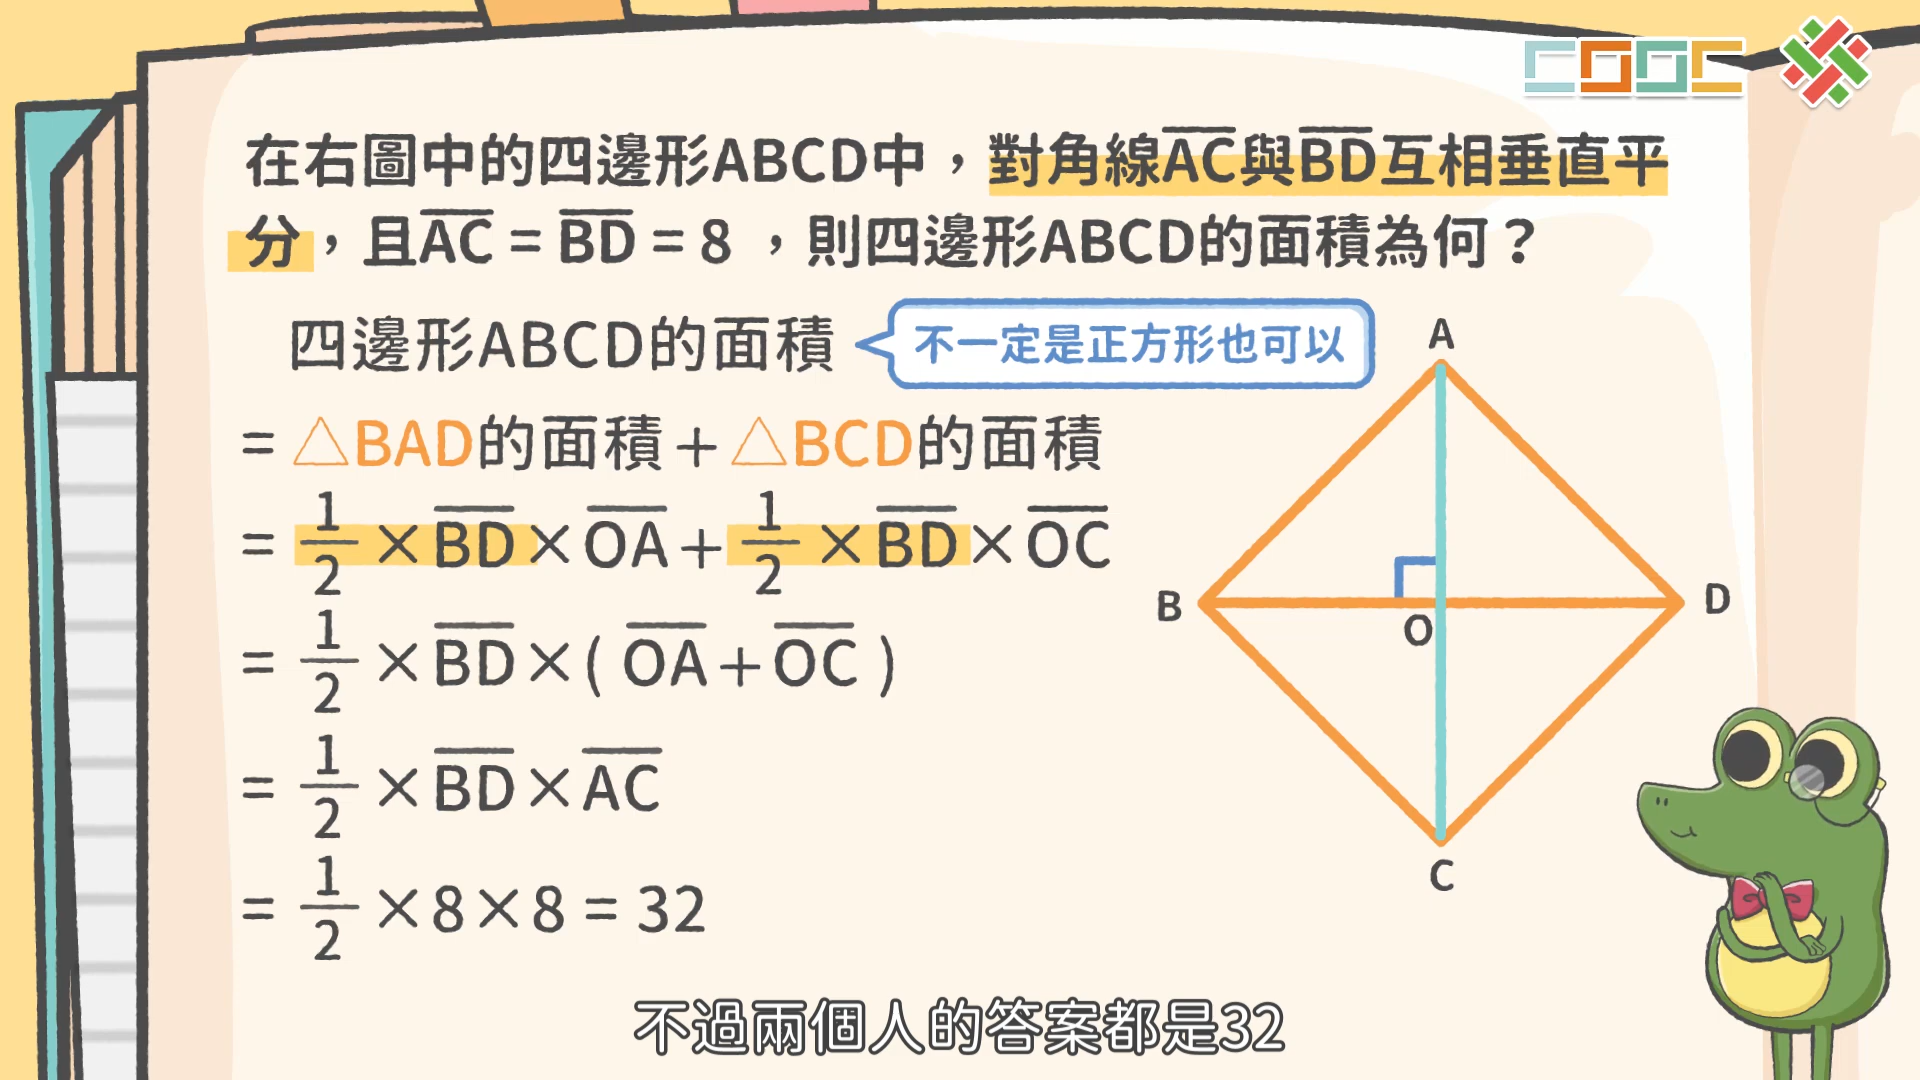 COOC
在右圖中的四邊形ABCD中，對角線AC與BD互相垂直平
分，且AC = BD = 8 ，則四邊形ABCD的面積為何？
四邊形ABCD的面積
不一定是正方形也可以
= △BAD的面積＋△BCD的面積
= 1/2 ×BD×OA＋1/2 ×BD×OC
= 1/2 ×BD×( OA＋OC )
= 1/2 ×BD×AC
= 1/2 ×8×8 = 32
A
B
O
D
C
不過兩個人的答案都是32